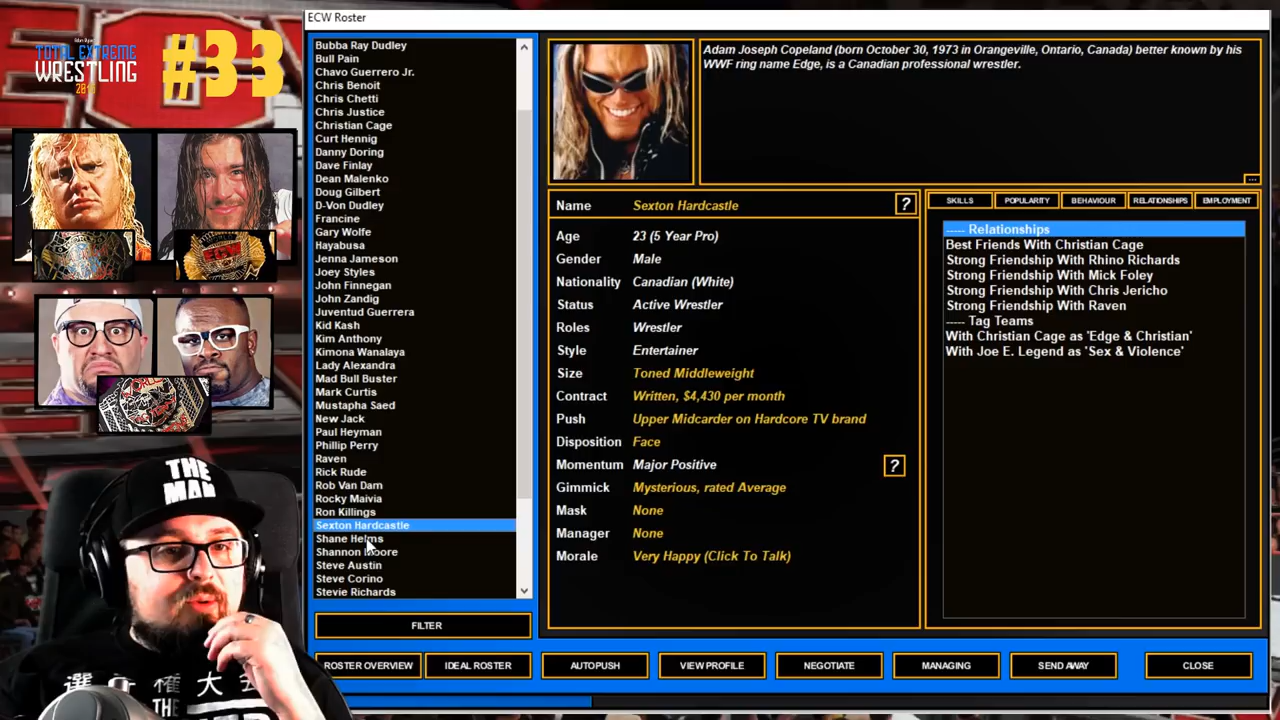 ECW Roster
Adam Ryland's
TOTAL EXTREME
WRESTLING
#33
Bubba Ray Dudley
Bull Pain
Chavo Guerrero Jr.
Chris Benoit
Chris Chetti
Chris Justice
Christian Cage
Curt Hennig
Danny Doring
Dave Finlay
Dean Malenko
Doug Gilbert
D-Von Dudley
Francine
Gary Wolfe
Hayabusa
Jenna Jameson
Joey Styles
John Finnegan
John Zandig
Juventud Guerrera
Kid Kash
Kim Anthony
Kimona Wanalaya
Lady Alexandra
Mad Bull Buster
Mark Curtis
Mustapha Saed
New Jack
Paul Heyman
Phillip Perry
Raven
Rick Rude
Rob Van Dam
Rocky Maivia
Ron Killings
Sexton Hardcastle
Shane Helms
Shannon Moore
Steve Austin
Steve Corino
Stevie Richards
FILTER
Adam Joseph Copeland (born October 30, 1973 in Orangeville, Ontario, Canada) better known by his
WWF ring name Edge, is a Canadian professional wrestler.
...
Name Sexton Hardcastle ?
Age 23 (5 Year Pro)
Gender Male
Nationality Canadian (White)
Status Active Wrestler
Roles Wrestler
Style Entertainer
Size Toned Middleweight
Contract Written, $4,430 per month
Push Upper Midcarder on Hardcore TV brand
Disposition Face
Momentum Major Positive ?
Gimmick Mysterious, rated Average
Mask None
Manager None
Morale Very Happy (Click To Talk)
SKILLS POPULARITY BEHAVIOUR RELATIONSHIPS EMPLOYMENT
----- Relationships
Best Friends With Christian Cage
Strong Friendship With Rhino Richards
Strong Friendship With Mick Foley
Strong Friendship With Chris Jericho
Strong Friendship With Raven
----- Tag Teams
With Christian Cage as 'Edge & Christian'
With Joe E. Legend as 'Sex & Violence'
ROSTER OVERVIEW IDEAL ROSTER AUTOPUSH VIEW PROFILE NEGOTIATE MANAGING SEND AWAY CLOSE
THE
MAN
選手権大去
THE